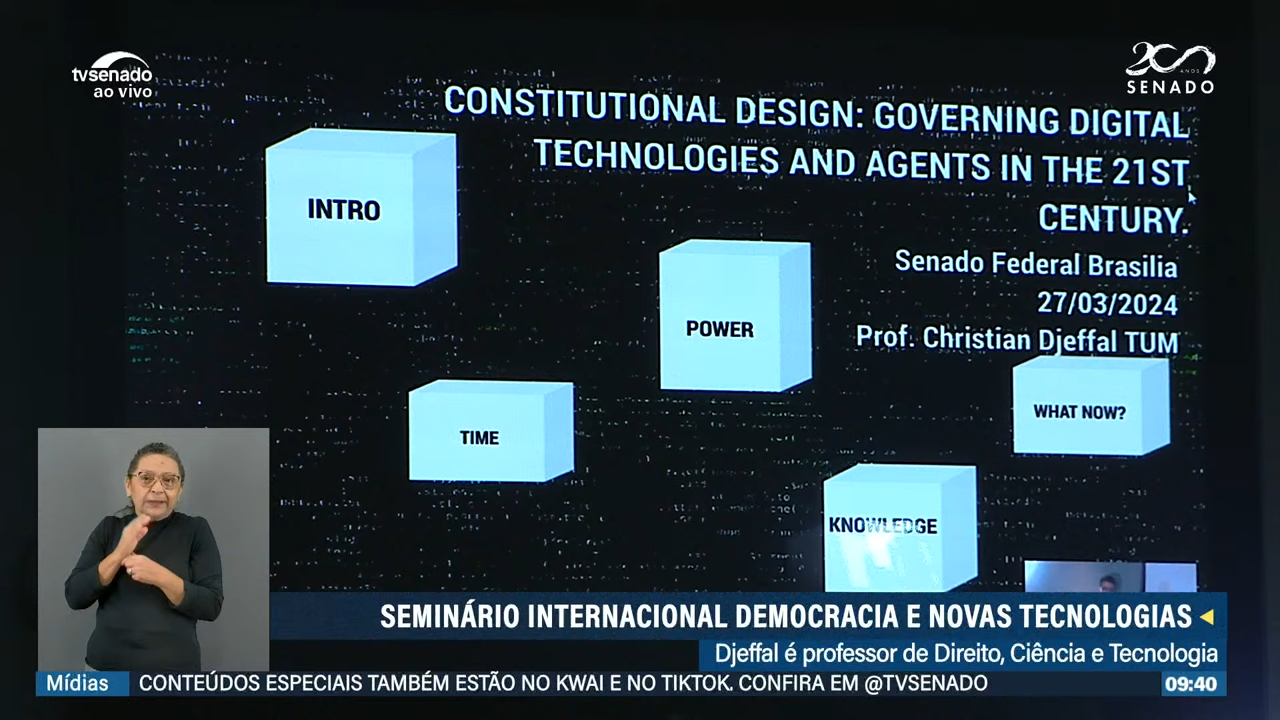 tvsenado
ao vivo
200
ANOS
SENADO
CONSTITUTIONAL DESIGN: GOVERNING DIGITAL
TECHNOLOGIES AND AGENTS IN THE 21ST
CENTURY.
Senado Federal Brasilia
27/03/2024
Prof. Christian Djeffal TUM
INTRO
POWER
TIME
WHAT NOW?
KNOWLEDGE
SEMINÁRIO INTERNACIONAL DEMOCRACIA E NOVAS TECNOLOGIAS
Djeffal é professor de Direito, Ciência e Tecnologia
Mídias CONTEÚDOS ESPECIAIS TAMBÉM ESTÃO NO KWAI E NO TIKTOK. CONFIRA EM @TVSENADO 09:40